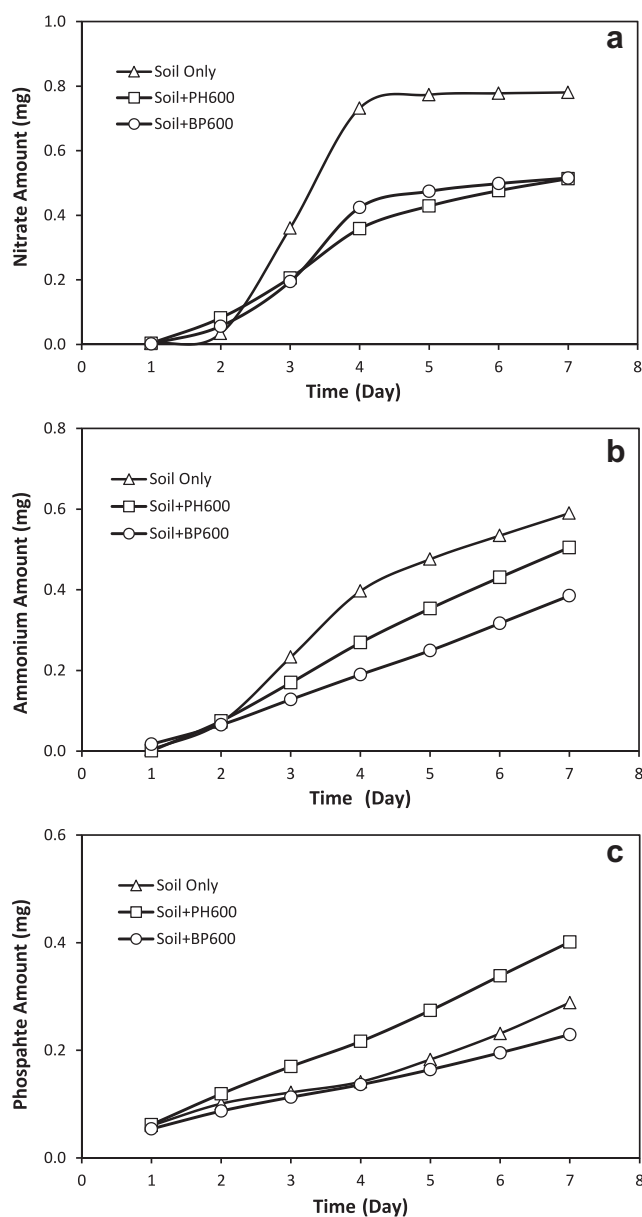 a
Nitrate Amount (mg)
1.0
0.8
0.6
0.4
0.2
0.0
Soil Only
Soil+PH600
Soil+BP600
0 1 2 3 4 5 6 7 8
Time (Day)
b
Ammonium Amount (mg)
0.8
0.6
0.4
0.2
0.0
Soil Only
Soil+PH600
Soil+BP600
0 1 2 3 4 5 6 7 8
Time (Day)
c
Phospahte Amount (mg)
0.6
0.4
0.2
0.0
Soil Only
Soil+PH600
Soil+BP600
0 1 2 3 4 5 6 7 8
Time (Day)